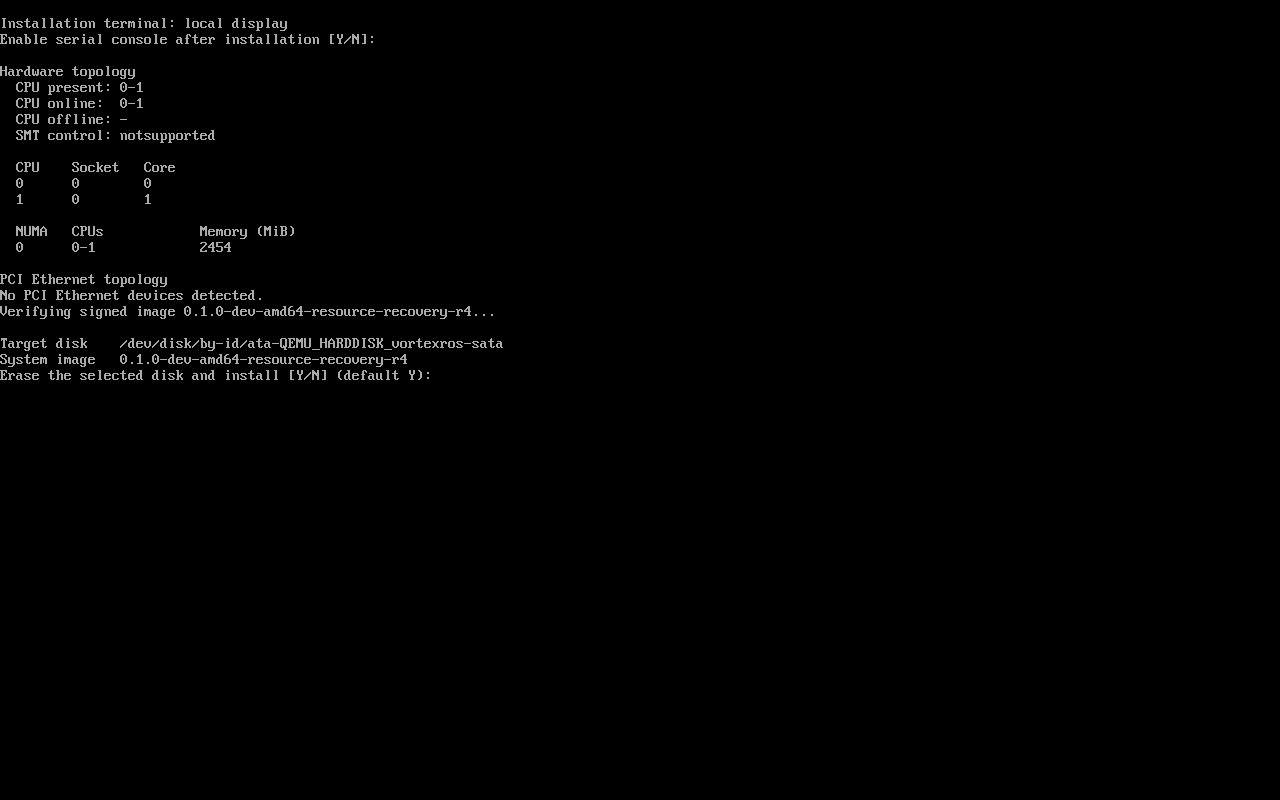 Installation terminal: local display
Enable serial console after installation [Y/N]:
Hardware topology
CPU present: 0-1
CPU online:  0-1
CPU offline: -
SMT control: notsupported
CPU    Socket   Core
0      0        0
1      0        1
NUMA   CPUs            Memory (MiB)
0      0-1             2454
PCI Ethernet topology
No PCI Ethernet devices detected.
Verifying signed image 0.1.0-dev-amd64-resource-recovery-r4...
Target disk    /dev/disk/by-id/ata-QEMU_HARDDISK_vortexros-sata
System image   0.1.0-dev-amd64-resource-recovery-r4
Erase the selected disk and install [Y/N] (default Y):